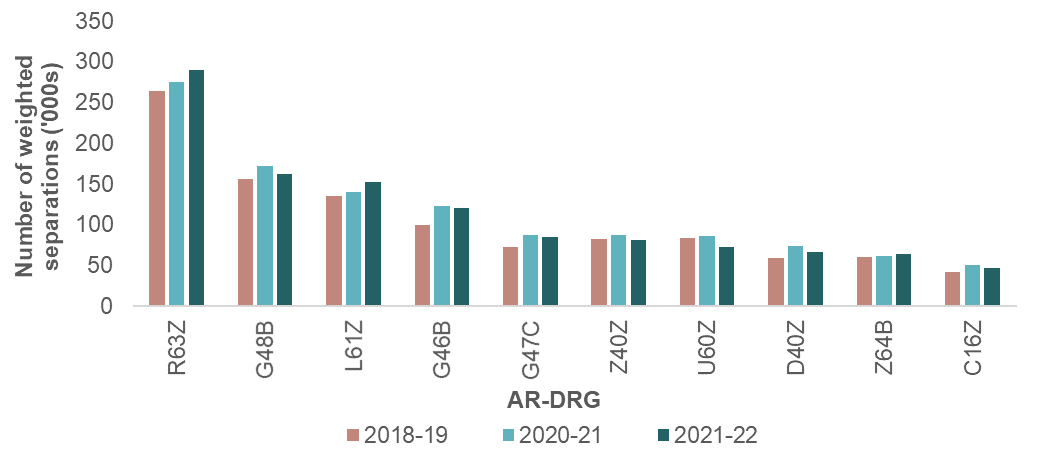 350
300
250
200
150
100
50
0
Number of weighted
separations ('000s)
R63Z
G48B
L61Z
G46B
G47C
Z40Z
U60Z
D40Z
Z64B
C16Z
AR-DRG
2018-19
2020-21
2021-22